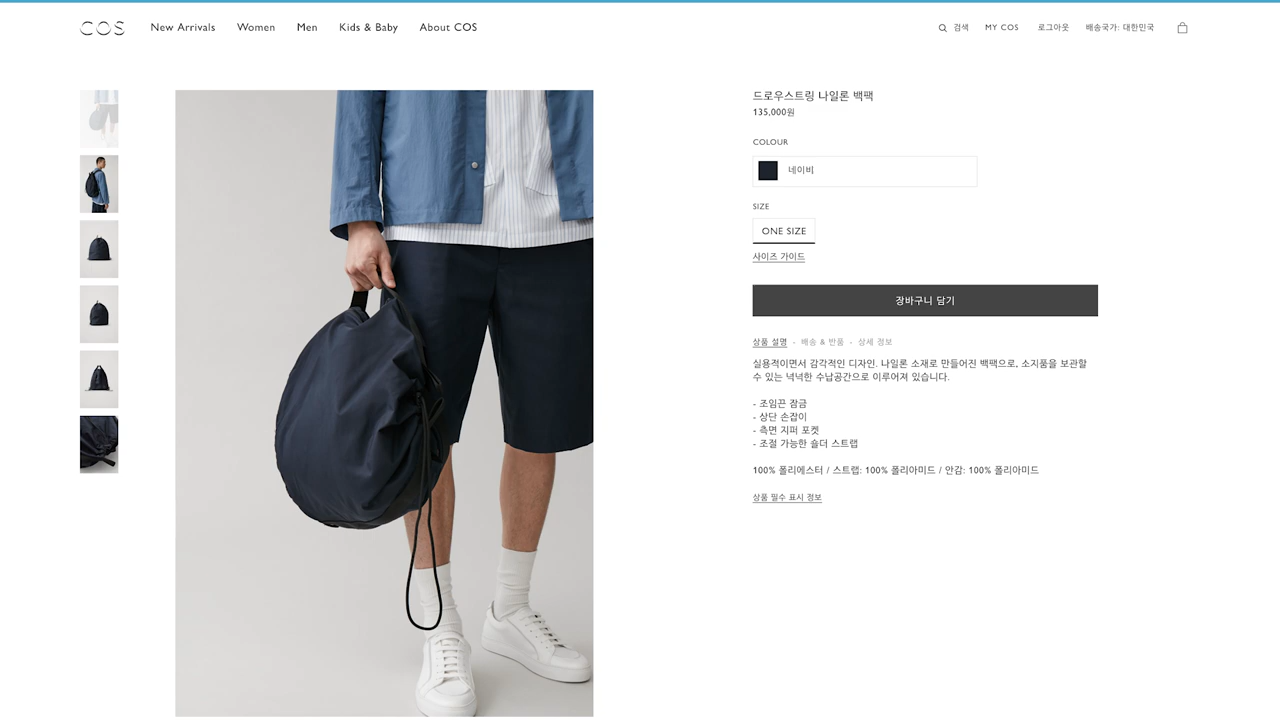 COS
New Arrivals
Women
Men
Kids & Baby
About COS
검색
MY COS
로그아웃
배송국가: 대한민국
드로우스트링 나일론 백팩
135,000원
COLOUR
네이비
SIZE
ONE SIZE
사이즈 가이드
장바구니 담기
상품 설명 - 배송 & 반품 - 상세 정보
실용적이면서 감각적인 디자인. 나일론 소재로 만들어진 백팩으로, 소지품을 보관할
수 있는 넉넉한 수납공간으로 이루어져 있습니다.
- 조임끈 잠금
- 상단 손잡이
- 측면 지퍼 포켓
- 조절 가능한 숄더 스트랩
100% 폴리에스터 / 스트랩: 100% 폴리아미드 / 안감: 100% 폴리아미드
상품 필수 표시 정보